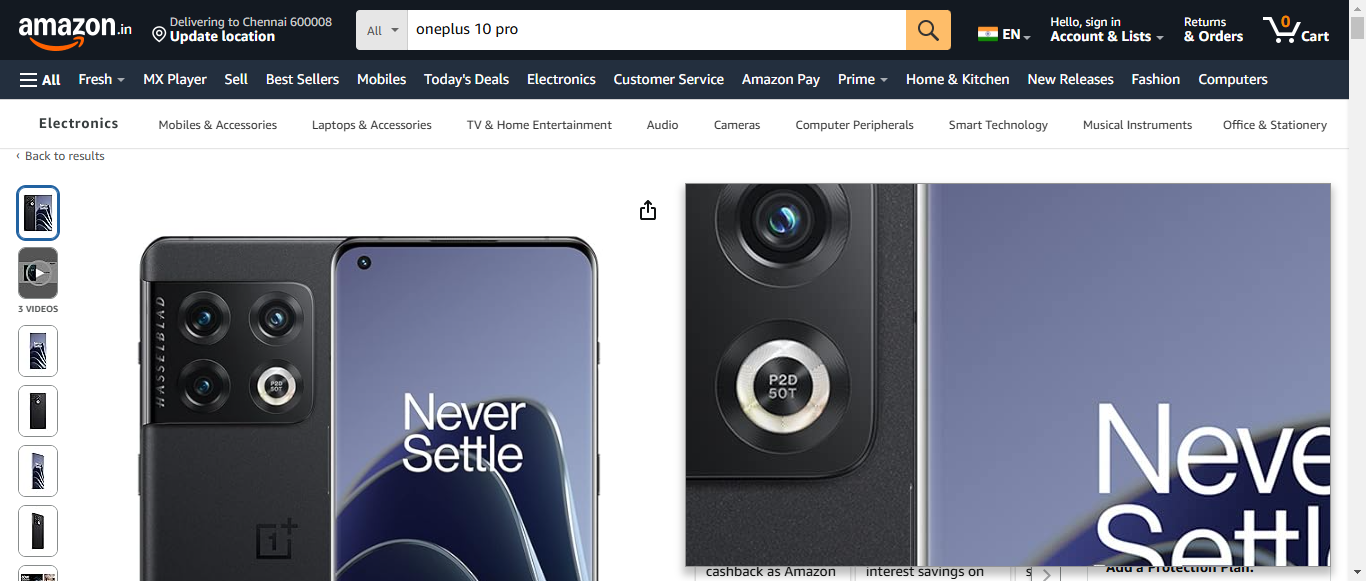 amazon.in
Delivering to Chennai 600008
Update location
All
oneplus 10 pro
EN
Hello, sign in
Account & Lists
Returns
& Orders
0
Cart
All
Fresh
MX Player
Sell
Best Sellers
Mobiles
Today's Deals
Electronics
Customer Service
Amazon Pay
Prime
Home & Kitchen
New Releases
Fashion
Computers
Electronics
Mobiles & Accessories
Laptops & Accessories
TV & Home Entertainment
Audio
Cameras
Computer Peripherals
Smart Technology
Musical Instruments
Office & Stationery
‹ Back to results
3 VIDEOS
HASSELBLAD
P2D
50T
Never
Settle
1+
P2D
50T
Neve
Settl
cashback as Amazon
interest savings on
Add a Protection Plan: